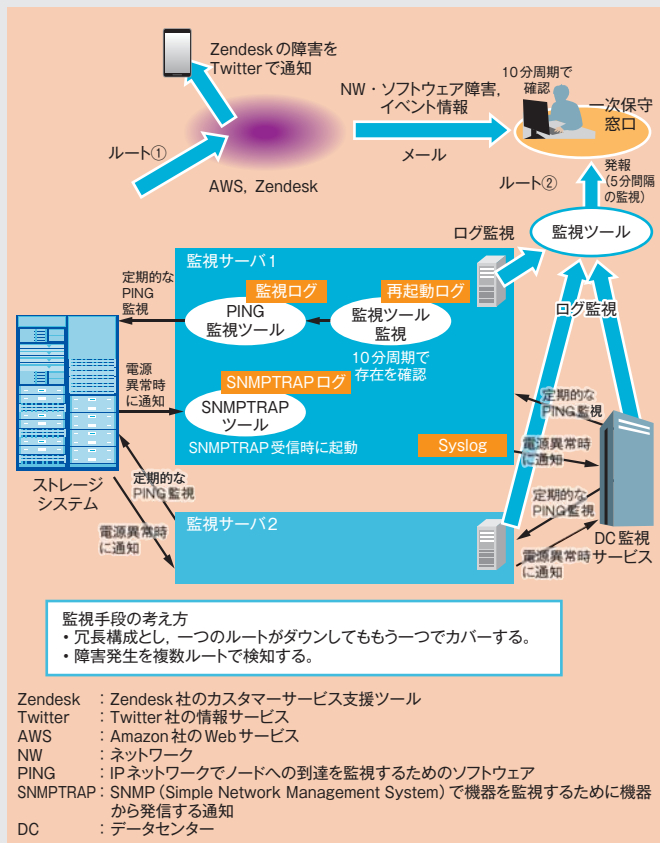 Zendeskの障害を
Twitterで通知
NW・ソフトウェア障害，
イベント情報
10分周期で
確認
一次保守
窓口
ルート①
メール
AWS, Zendesk
ルート②
発報
（5分間隔
の監視）
監視ツール
ログ監視
監視サーバ1
定期的な
PING
監視
監視ログ
PING
監視ツール
再起動ログ
監視ツール
監視
10分周期で
存在を確認
ログ監視
電源
異常時
に通知
SNMPTRAPログ
SNMPTRAP
ツール
SNMPTRAP受信時に起動
Syslog
定期的な
PING監視
電源異常時
に通知
ストレージ
システム
定期的な
PING監視
電源異常時
に通知
監視サーバ2
定期的な
PING監視
電源異常時
に通知
DC監視
サービス
監視手段の考え方
・冗長構成とし，一つのルートがダウンしてももう一つでカバーする。
・障害発生を複数ルートで検知する。
Zendesk ：Zendesk社のカスタマーサービス支援ツール
Twitter ：Twitter社の情報サービス
AWS ：Amazon社のWebサービス
NW ：ネットワーク
PING ：IPネットワークでノードへの到達を監視するためのソフトウェア
SNMPTRAP：SNMP（Simple Network Management System）で機器を監視するために機器
から発信する通知
DC ：データセンター